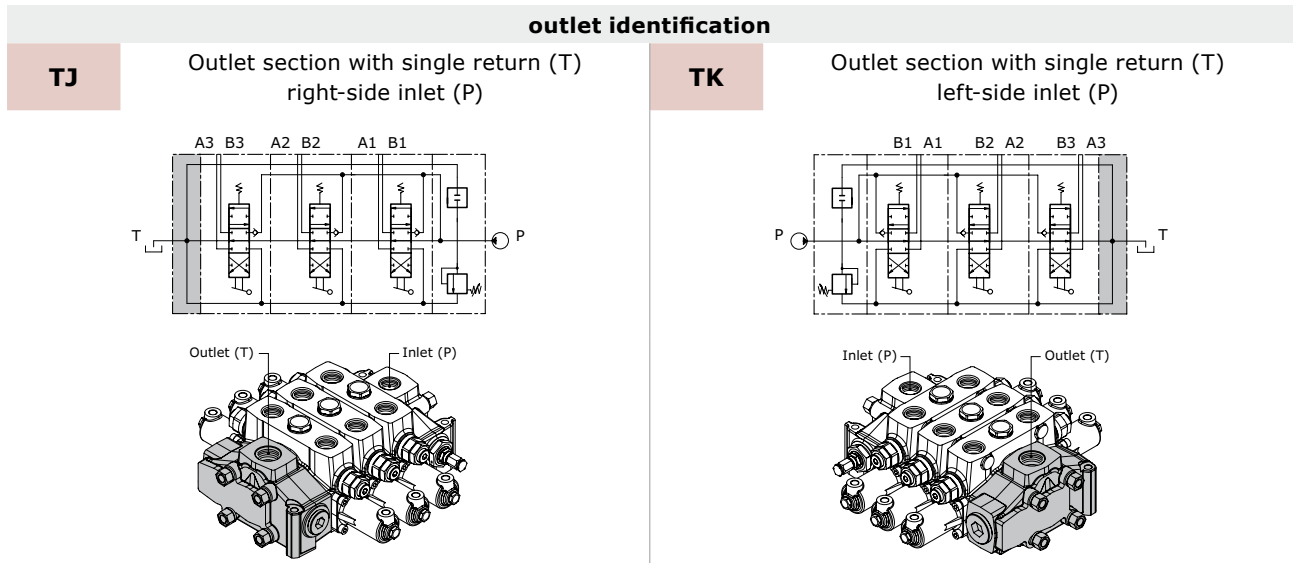 outlet identification
TJ
Outlet section with single return (T)
right-side inlet (P)
A3 B3 A2 B2 A1 B1
T
P
Outlet (T)
Inlet (P)
TK
Outlet section with single return (T)
left-side inlet (P)
B1 A1 B2 A2 B3 A3
P
T
Inlet (P)
Outlet (T)